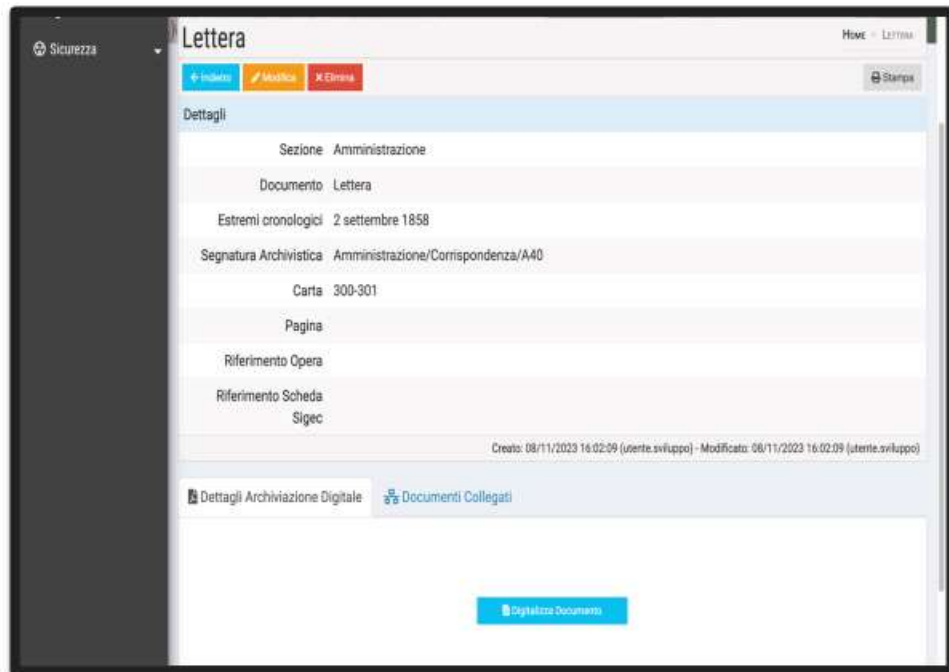 Sicurezza
Lettera
HOME - LETTERA
Indietro Modifica Elimina Stampa
Dettagli
Sezione Amministrazione
Documento Lettera
Estremi cronologici 2 settembre 1858
Segnatura Archivistica Amministrazione/Corrispondenza/A40
Carta 300-301
Pagina
Riferimento Opera
Riferimento Scheda
Sigec
Creato: 08/11/2023 16:02:09 (utente.sviluppo) - Modificato: 08/11/2023 16:02:09 (utente.sviluppo)
Dettagli Archiviazione Digitale Documenti Collegati
Digitalizza Documento